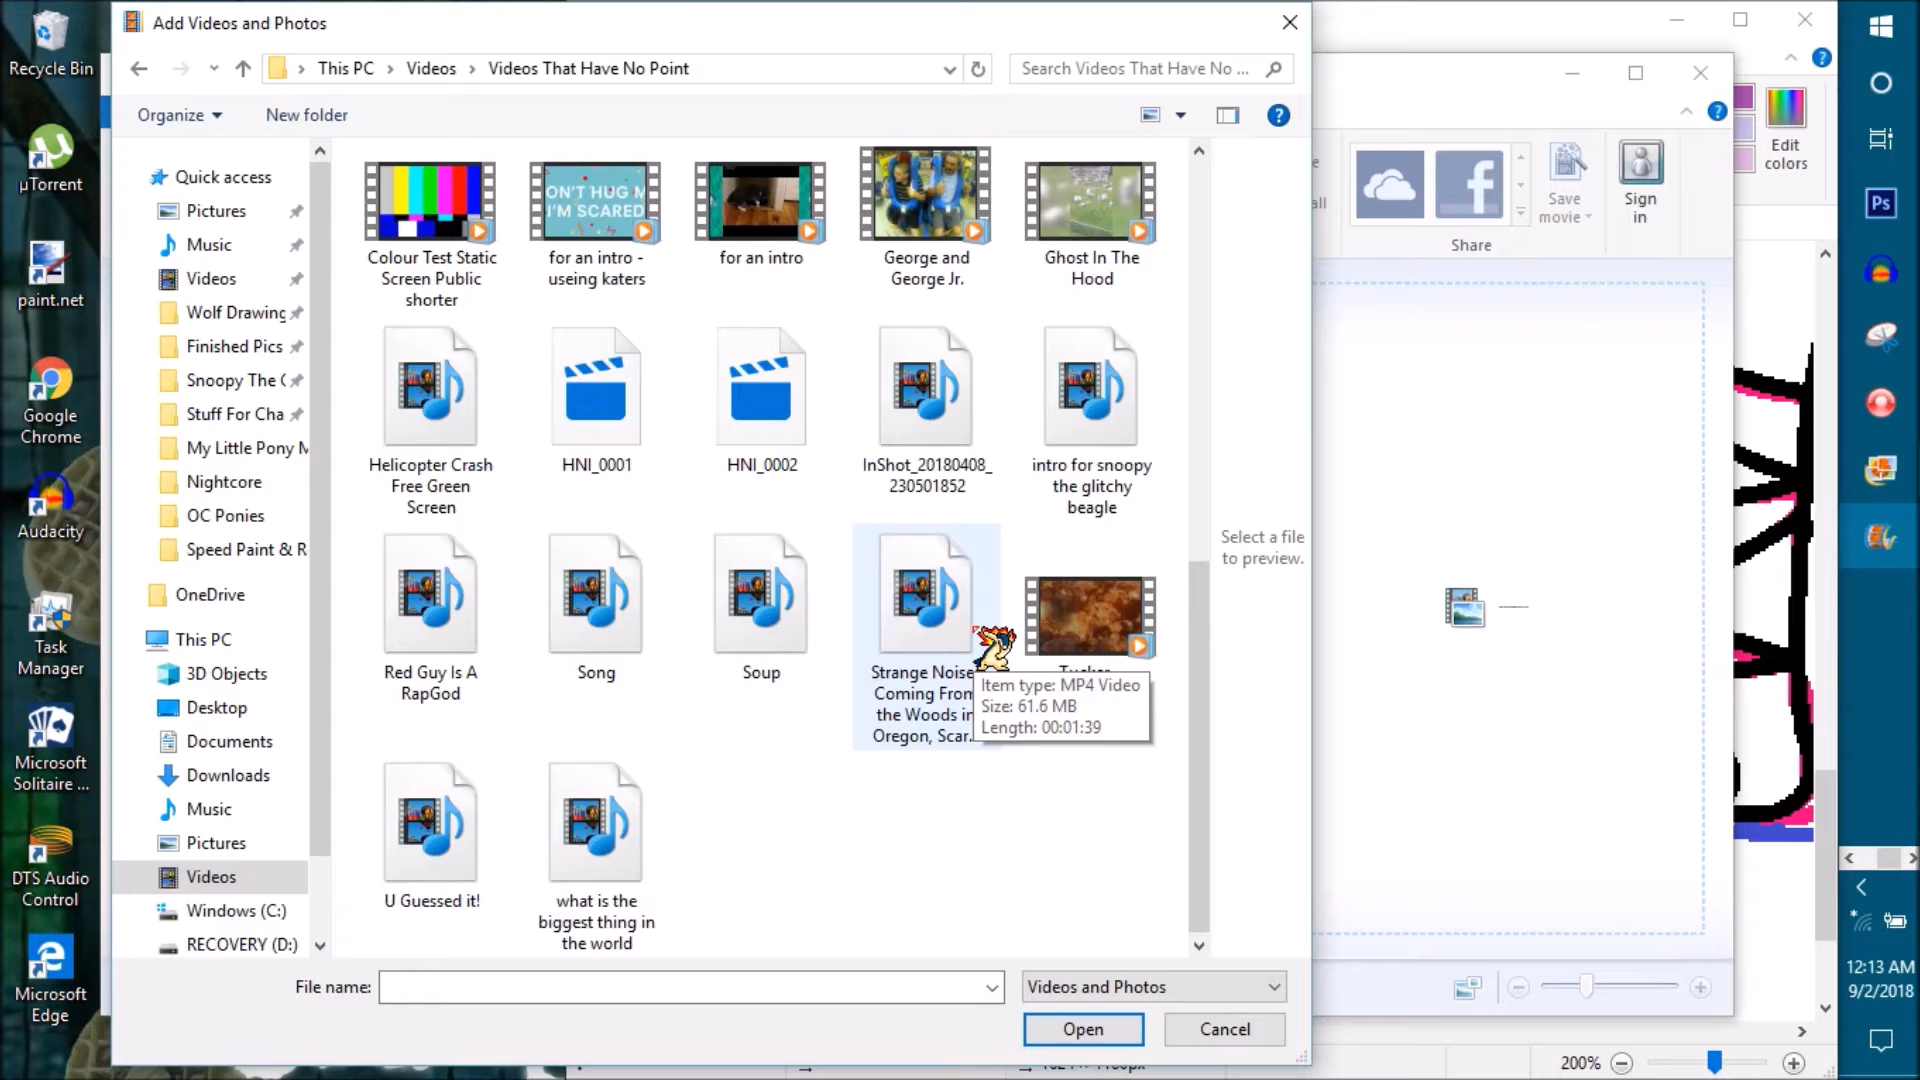 Recycle Bin
µTorrent
paint.net
Google
Chrome
Audacity
Task
Manager
Microsoft
Solitaire ...
DTS Audio
Control
Microsoft
Edge
Add Videos and Photos
This PC
Videos
Videos That Have No Point
Search Videos That Have No ...
Organize
New folder
Quick access
Pictures
Music
Videos
Wolf Drawing
Finished Pics
Snoopy The
Stuff For Cha
My Little Pony M
Nightcore
OC Ponies
Speed Paint & R
OneDrive
This PC
3D Objects
Desktop
Documents
Downloads
Music
Pictures
Videos
Windows (C:)
RECOVERY (D:)
ON'T HUG M
I'M SCARED
Colour Test Static
Screen Public
shorter
for an intro -
useing katers
for an intro
George and
George Jr.
Ghost In The
Hood
Helicopter Crash
Free Green
Screen
HNI_0001
HNI_0002
InShot_20180408_
230501852
intro for snoopy
the glitchy
beagle
Red Guy Is A
RapGod
Song
Soup
Strange Noise
Coming From
the Woods in
Oregon, Scar...
Item type: MP4 Video
Size: 61.6 MB
Length: 00:01:39
U Guessed it!
what is the
biggest thing in
the world
Select a file
to preview.
File name:
Videos and Photos
Open
Cancel
f
Save
movie
Sign
in
Share
Edit
colors
Ps
200%
12:13 AM
9/2/2018